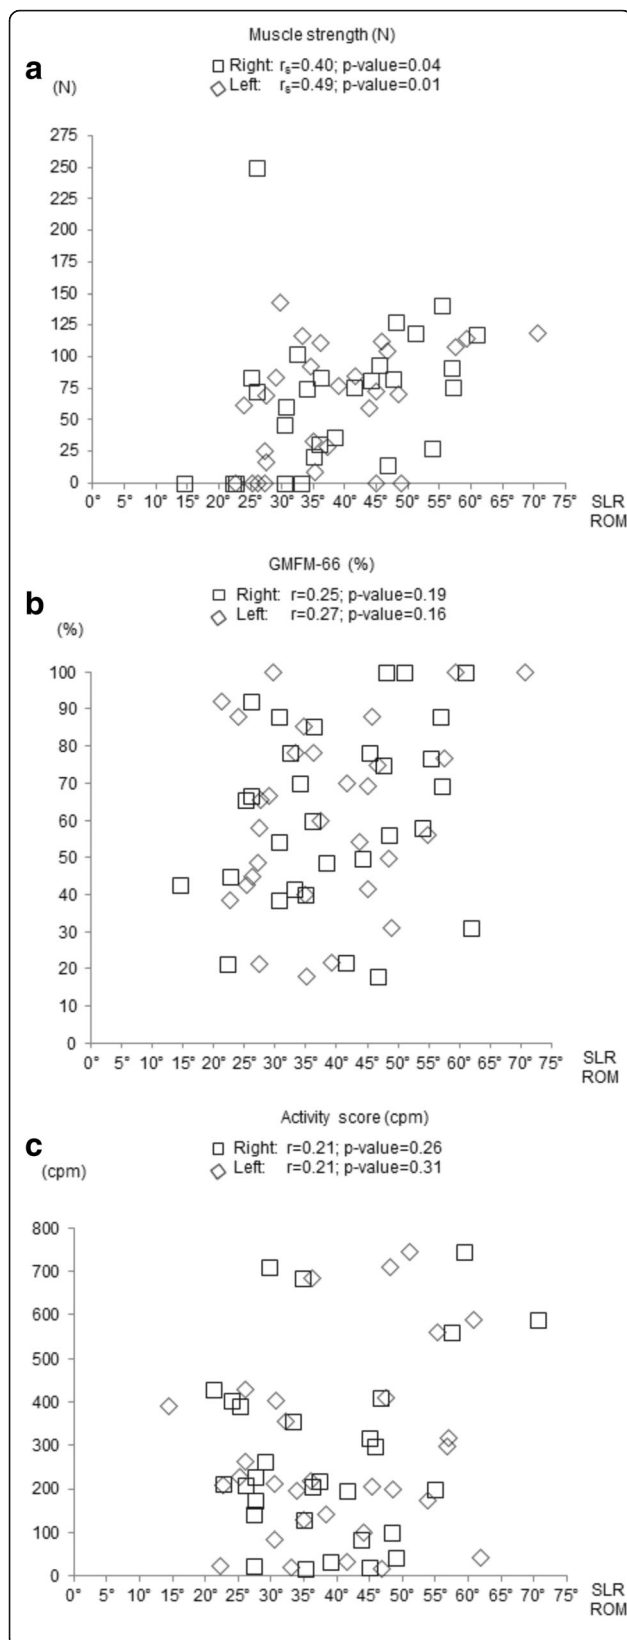 Muscle strength (N)
a
Right: rs=0.40; p-value=0.04
(N)
Left: rs=0.49; p-value=0.01
275
250
225
200
175
150
125
100
75
50
25
0
0° 5° 10° 15° 20° 25° 30° 35° 40° 45° 50° 55° 60° 65° 70° 75° SLR
ROM
GMFM-66 (%)
b
Right: r=0.25; p-value=0.19
Left: r=0.27; p-value=0.16
(%)
100
90
80
70
60
50
40
30
20
10
0
0° 5° 10° 15° 20° 25° 30° 35° 40° 45° 50° 55° 60° 65° 70° 75° SLR
ROM
Activity score (cpm)
c
Right: r=0.21; p-value=0.26
(cpm)
Left: r=0.21; p-value=0.31
800
700
600
500
400
300
200
100
0
0° 5° 10° 15° 20° 25° 30° 35° 40° 45° 50° 55° 60° 65° 70° 75° SLR
ROM